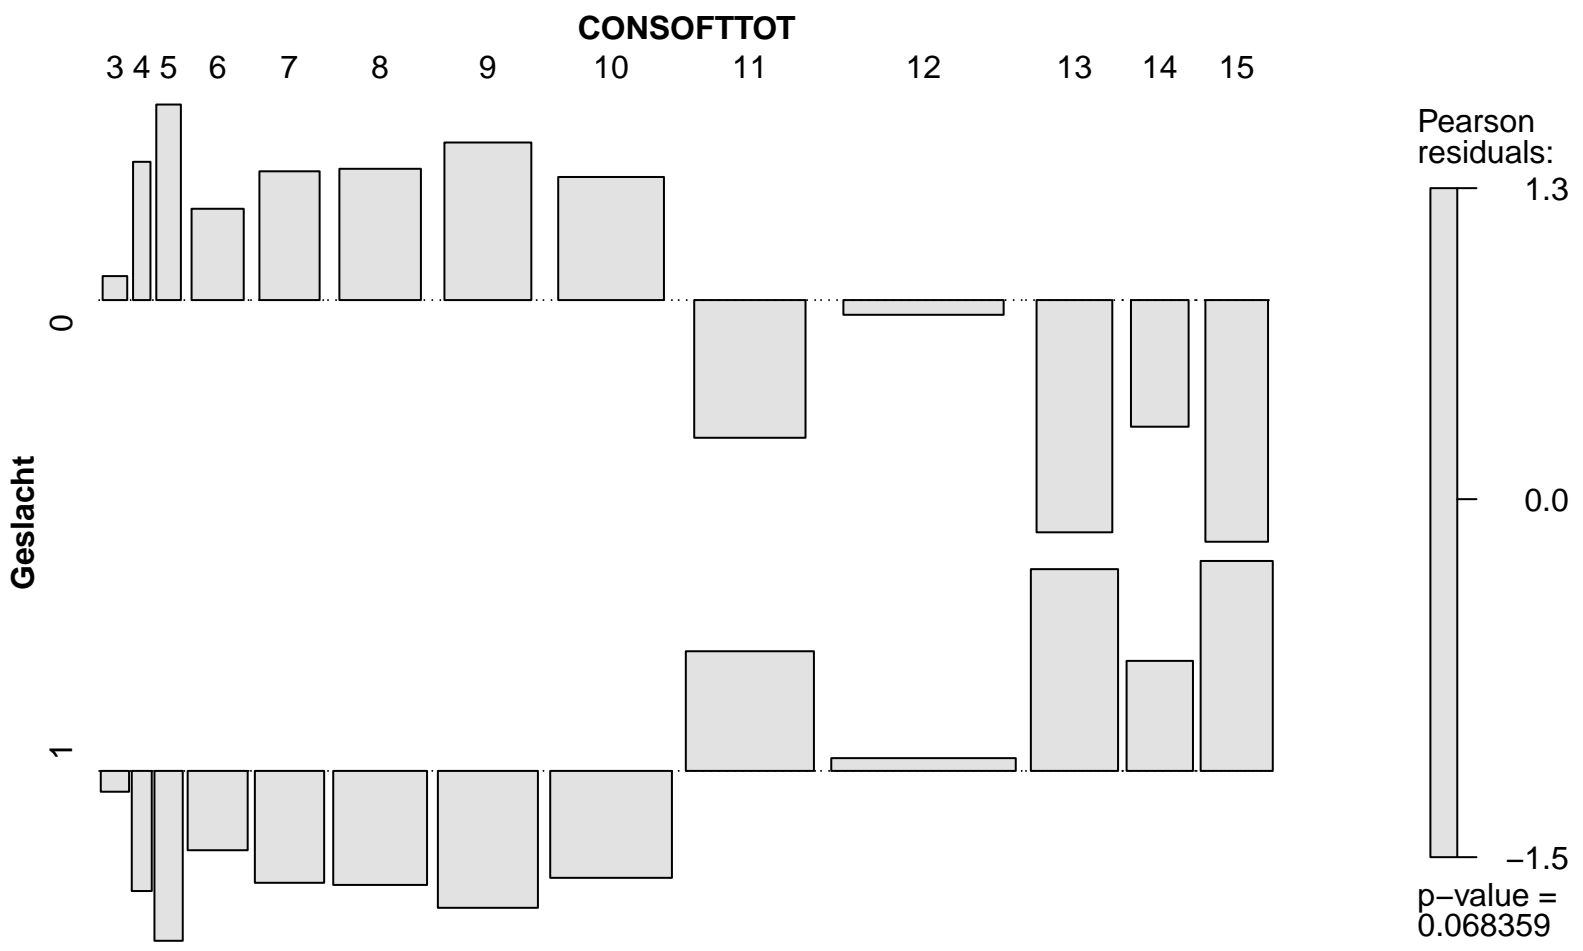 CONSOFTTOT
3 4 5 6 7 8 9 10 11 12 13 14 15
Geslacht
0
1
Pearson
residuals:
1.3
0.0
−1.5
p−value =
0.068359